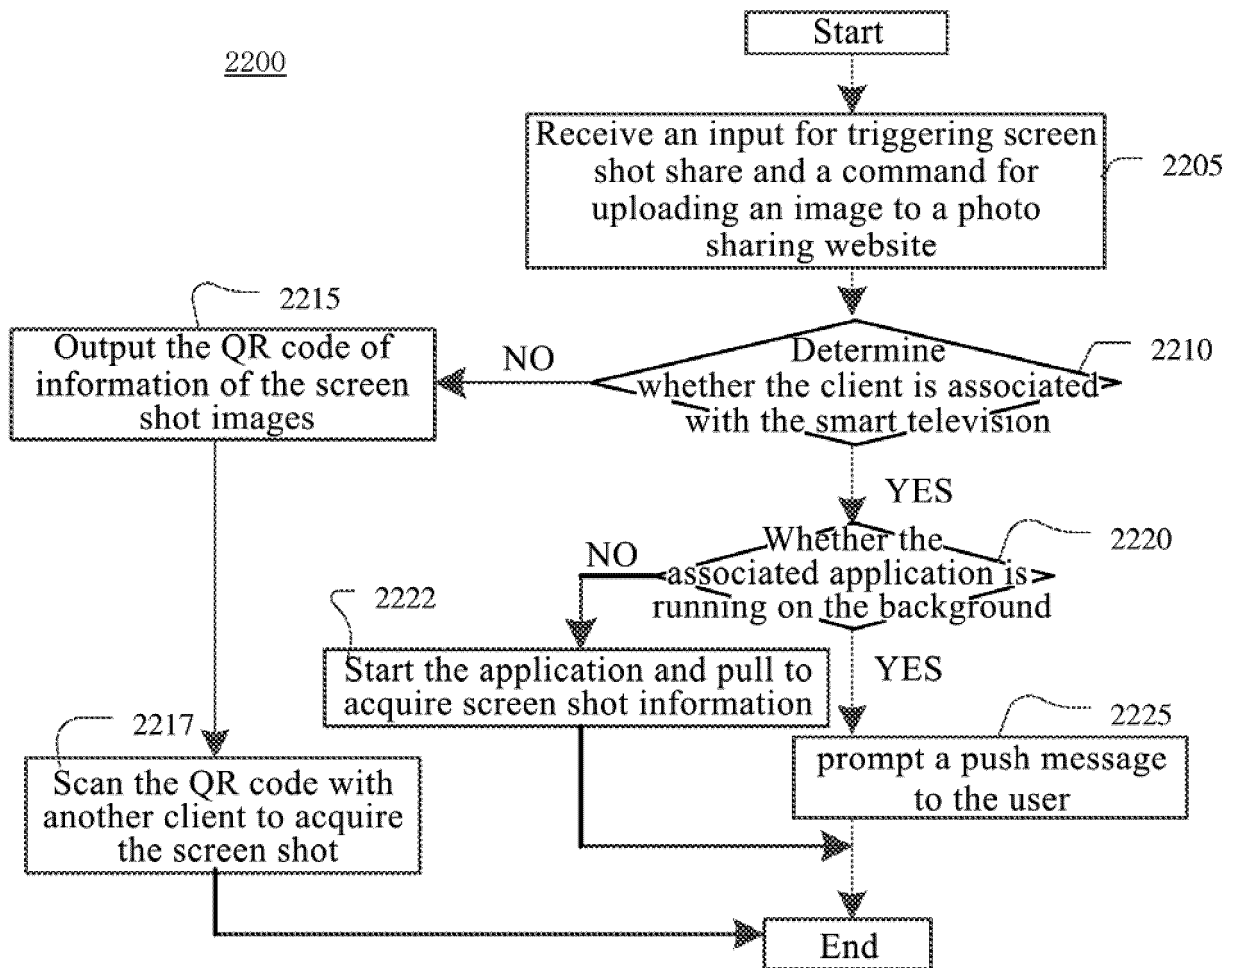 Start
2200
Receive an input for triggering screen
shot share and a command for
uploading an image to a photo
sharing website
2205
2215
Output the QR code of
information of the screen
shot images
NO
Determine
whether the client is associated
with the smart television
2210
YES
Whether the
associated application is
running on the background
2220
NO
2222
Start the application and pull to
acquire screen shot information
YES
2225
prompt a push message
to the user
2217
Scan the QR code with
another client to acquire
the screen shot
End